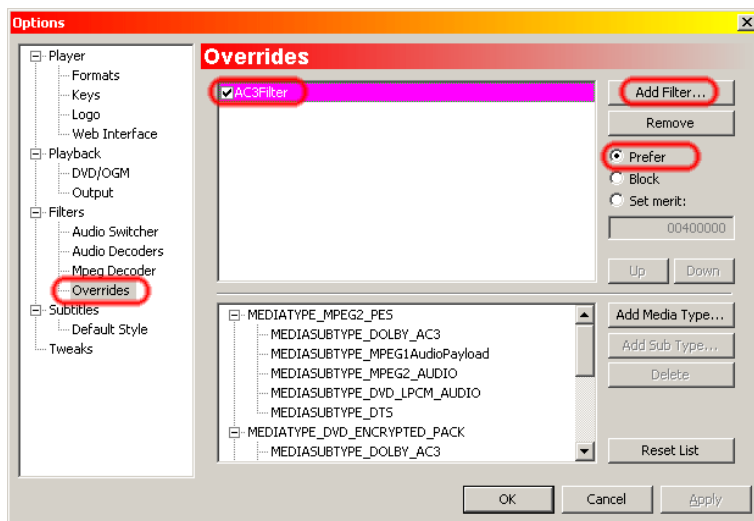 Options
Player
Formats
Keys
Logo
Web Interface
Playback
DVD/OGM
Output
Filters
Audio Switcher
Audio Decoders
Mpeg Decoder
Overrides
Subtitles
Default Style
Tweaks
Overrides
AC3Filter
Add Filter...
Remove
Prefer
Block
Set merit:
00400000
Up
Down
MEDIATYPE_MPEG2_PES
MEDIASUBTYPE_DOLBY_AC3
MEDIASUBTYPE_MPEG1AudioPayload
MEDIASUBTYPE_MPEG2_AUDIO
MEDIASUBTYPE_DVD_LPCM_AUDIO
MEDIASUBTYPE_DTS
MEDIATYPE_DVD_ENCRYPTED_PACK
MEDIASUBTYPE_DOLBY_AC3
Add Media Type...
Add Sub Type...
Delete
Reset List
OK
Cancel
Apply